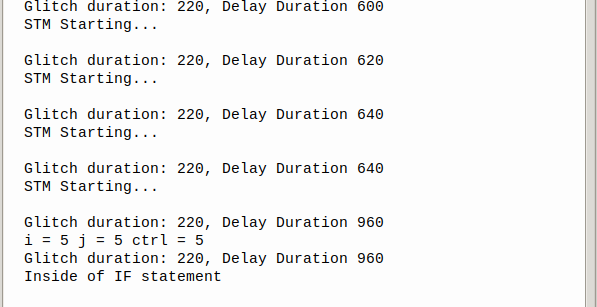 Glitch duration: 220, Delay Duration 600
STM Starting...
Glitch duration: 220, Delay Duration 620
STM Starting...
Glitch duration: 220, Delay Duration 640
STM Starting...
Glitch duration: 220, Delay Duration 640
STM Starting...
Glitch duration: 220, Delay Duration 960
i = 5 j = 5 ctrl = 5
Glitch duration: 220, Delay Duration 960
Inside of IF statement